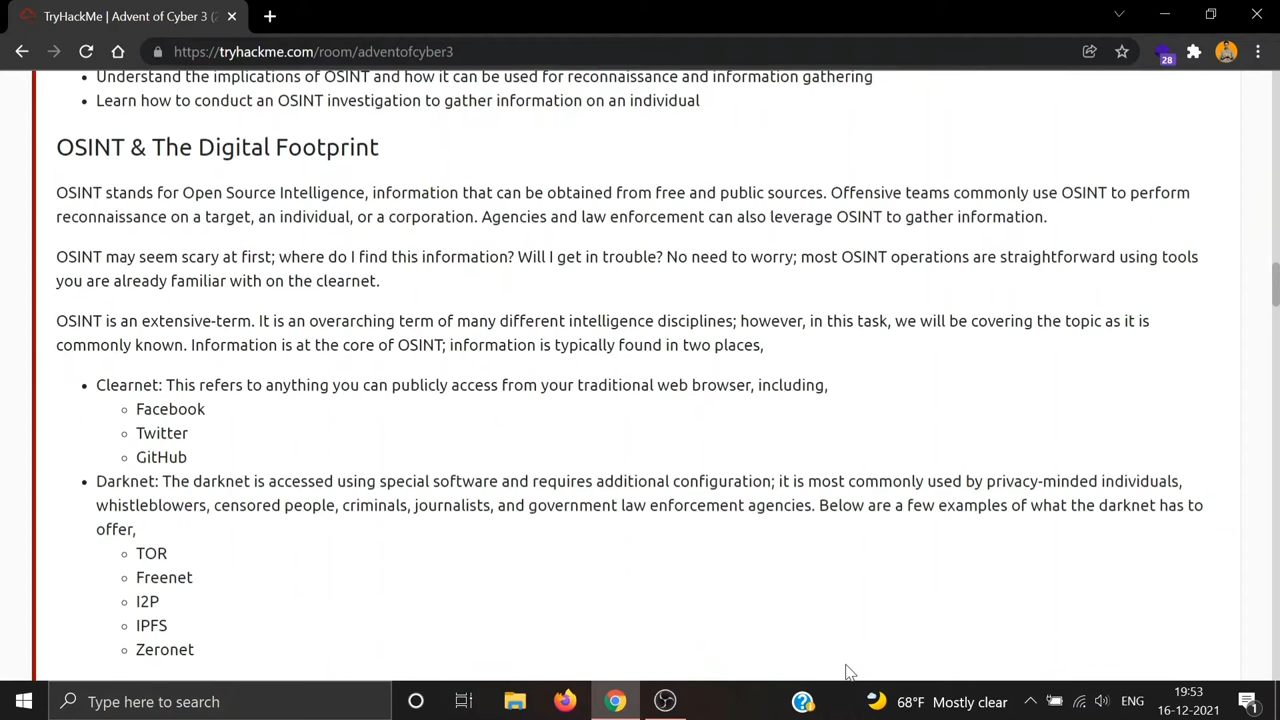 TryHackMe | Advent of Cyber 3 (2
https://tryhackme.com/room/adventofcyber3
28
• Understand the implications of OSINT and how it can be used for reconnaissance and information gathering
• Learn how to conduct an OSINT investigation to gather information on an individual
OSINT & The Digital Footprint
OSINT stands for Open Source Intelligence, information that can be obtained from free and public sources. Offensive teams commonly use OSINT to perform
reconnaissance on a target, an individual, or a corporation. Agencies and law enforcement can also leverage OSINT to gather information.
OSINT may seem scary at first; where do I find this information? Will I get in trouble? No need to worry; most OSINT operations are straightforward using tools
you are already familiar with on the clearnet.
OSINT is an extensive-term. It is an overarching term of many different intelligence disciplines; however, in this task, we will be covering the topic as it is
commonly known. Information is at the core of OSINT; information is typically found in two places,
• Clearnet: This refers to anything you can publicly access from your traditional web browser, including,
◦ Facebook
◦ Twitter
◦ GitHub
• Darknet: The darknet is accessed using special software and requires additional configuration; it is most commonly used by privacy-minded individuals,
whistleblowers, censored people, criminals, journalists, and government law enforcement agencies. Below are a few examples of what the darknet has to
offer,
◦ TOR
◦ Freenet
◦ I2P
◦ IPFS
◦ Zeronet
Type here to search
68°F Mostly clear
ENG
19:53
16-12-2021
1